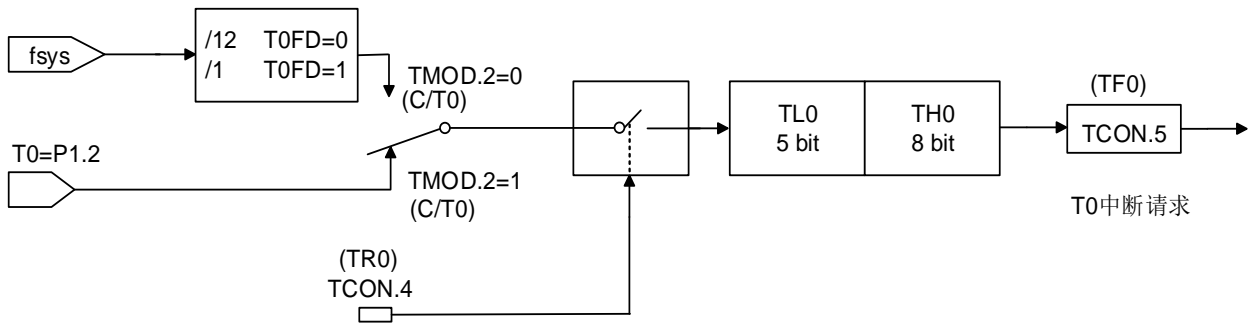 fsys
/12 T0FD=0
/1 T0FD=1
TMOD.2=0
(C/T0)
T0=P1.2
TMOD.2=1
(C/T0)
(TR0)
TCON.4
TL0
5 bit
TH0
8 bit
(TF0)
TCON.5
T0中断请求